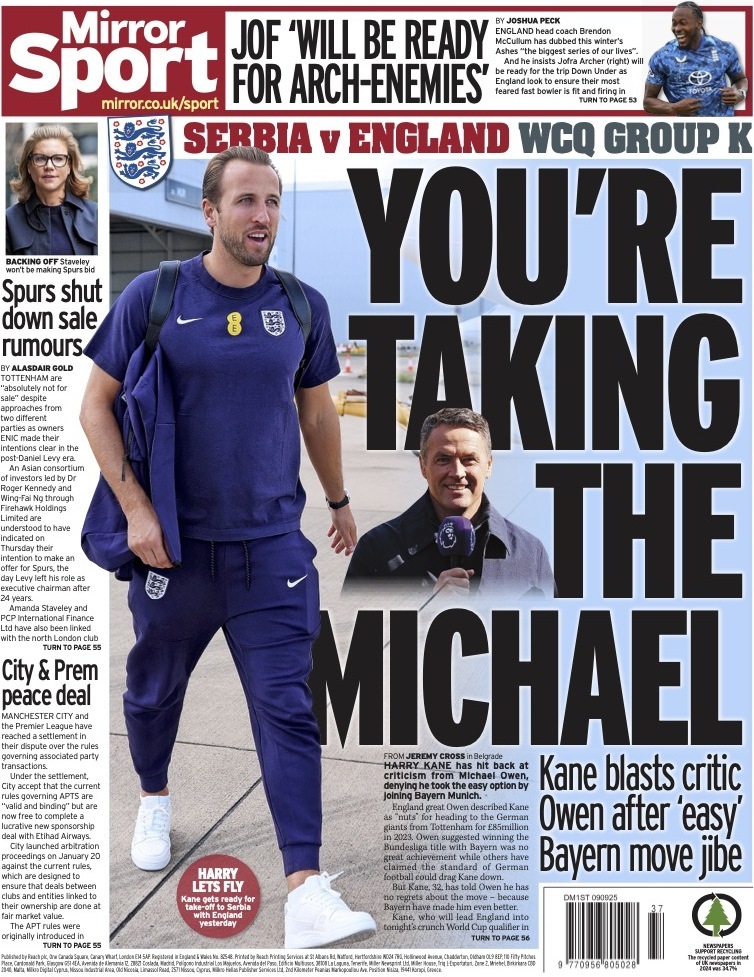 Mirror
Sport
mirror.co.uk/sport
JOF 'WILL BE READY
FOR ARCH-ENEMIES'
BY JOSHUA PECK
ENGLAND head coach Brendon
McCullum has dubbed this winter's
Ashes "the biggest series of our lives".
And he insists Jofra Archer (right) will
be ready for the trip Down Under as
England look to ensure their most
feared fast bowler is fit and firing in
TURN TO PAGE 53
TOYOTA
SERBIA v ENGLAND WCQ GROUP K
BACKING OFF Staveley
won't be making Spurs bid
Spurs shut
down sale
rumours
BY ALASDAIR GOLD
TOTTENHAM are
"absolutely not for
sale" despite
approaches from
two different
parties as owners
ENIC made their
intentions clear in the
post-Daniel Levy era.
An Asian consortium
of investors led by Dr
Roger Kennedy and
Wing-Fai Ng through
Firehawk Holdings
Limited are
understood to have
indicated on
Thursday their
intention to make an
offer for Spurs, the
day Levy left his role as
executive chairman after
24 years.
Amanda Staveley and
PCP International Finance
Ltd have also been linked
with the north London club
TURN TO PAGE 55
City & Prem
peace deal
MANCHESTER CITY and
the Premier League have
reached a settlement in
their dispute over the rules
governing associated party
transactions.
Under the settlement,
City accept that the current
rules governing APTS are
"valid and binding" but are
now free to complete a
lucrative new sponsorship
deal with Etihad Airways.
City launched arbitration
proceedings on January 20
against the current rules,
which are designed to
ensure that deals between
clubs and entities linked to
their ownership are done at
fair market value.
The APT rules were
originally introduced in
TURN TO PAGE 55
EE
YOU'RE
TAKING
THE
MICHAEL
HARRY
LETS FLY
Kane gets ready for
take-off to Serbia
with England
yesterday
FROM JEREMY CROSS in Belgrade
HARRY KANE has hit back at
criticism from Michael Owen,
denying he took the easy option by
joining Bayern Munich.
England great Owen described Kane
as "nuts" for heading to the German
giants from Tottenham for £85million
in 2023. Owen suggested winning the
Bundesliga title with Bayern was no
great achievement while others have
claimed the standard of German
football could drag Kane down.
But Kane, 32, has told Owen he has
no regrets about the move – because
Bayern have made him even better.
Kane, who will lead England into
tonight's crunch World Cup qualifier in
TURN TO PAGE 56
Kane blasts critic
Owen after 'easy'
Bayern move jibe
DM1ST 090925
37
9 770956 805028
NEWSPAPERS
SUPPORT RECYCLING
The recycled paper
content of UK
newspapers in
2024 was 34.7%